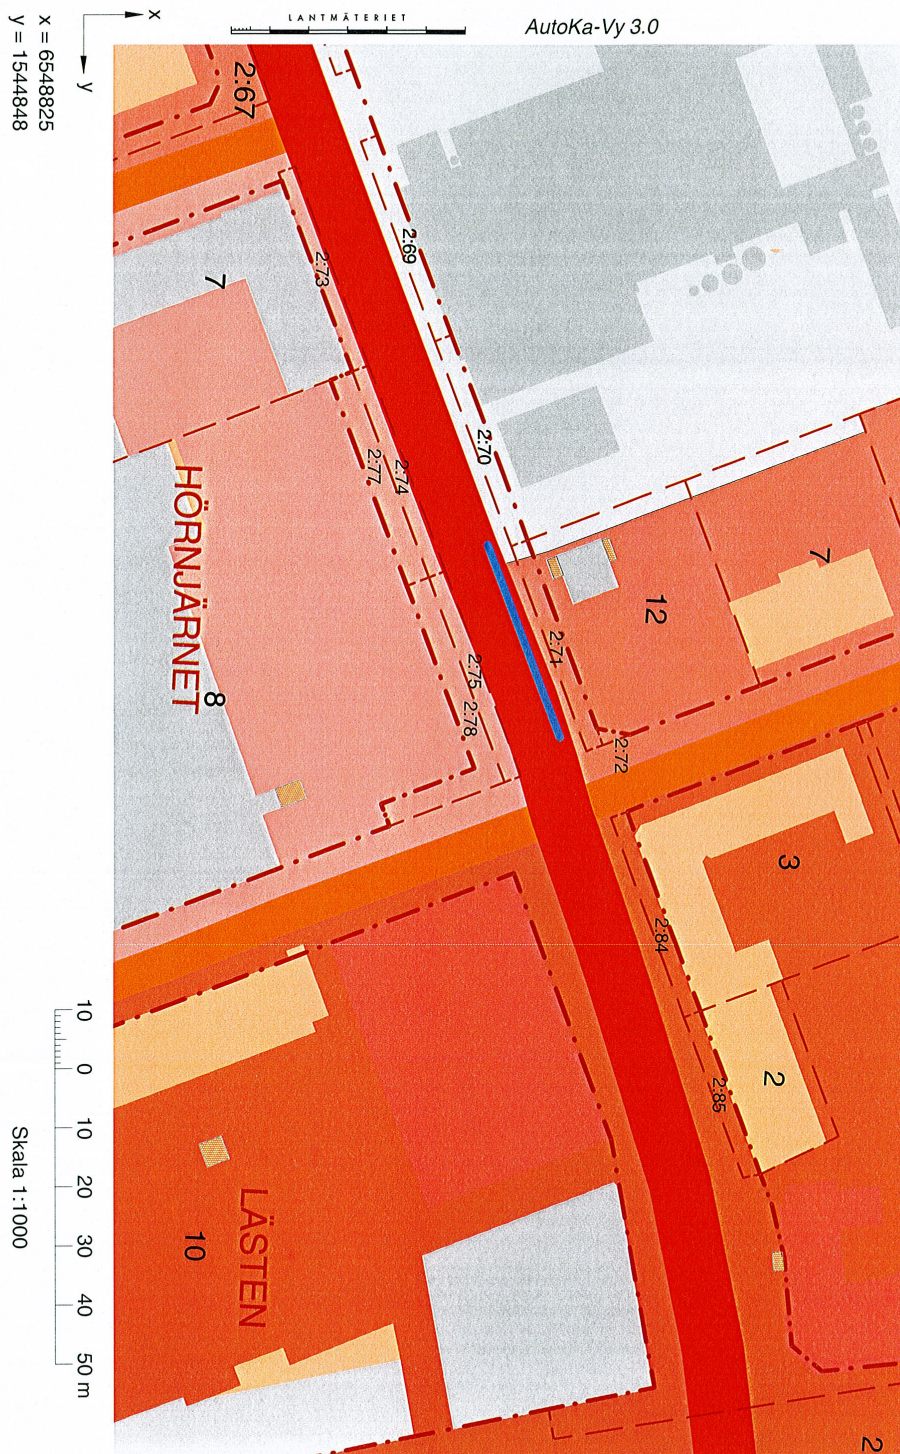 LANTMÄTERIET
AutoKa-Vy 3.0
x
y
x = 6548825
y = 1544848
2:67
2:69
2:73
7
2:70
2:74
2:77
HÖRNJÄRNET
7
12
2:71
2:75
2:78
8
2:72
3
2:84
2
2:85
LÄSTEN
10
2
10 0 10 20 30 40 50 m
Skala 1:1000